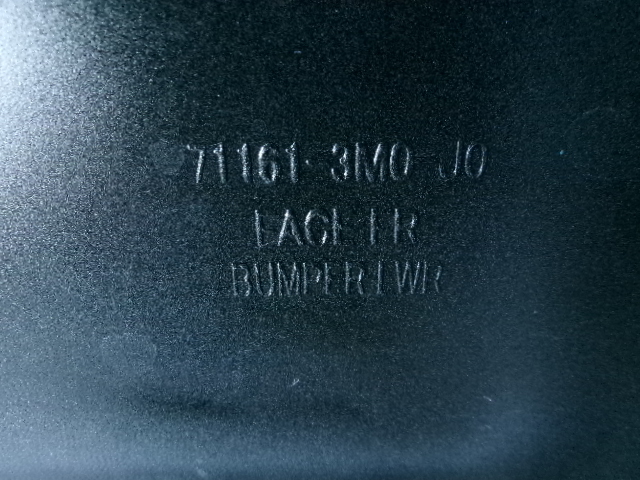 71161-3M0 J0
FACE FR
BUMPER LWR